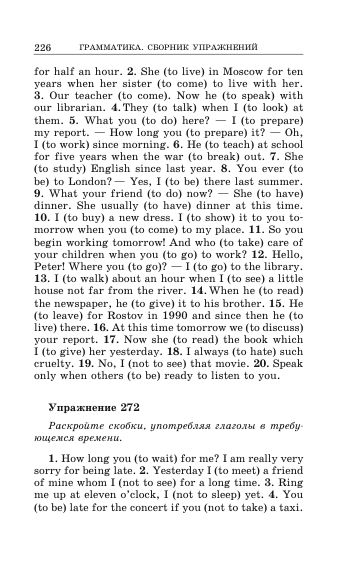 226 ГРАММАТИКА. СБОРНИК УПРАЖНЕНИЙ
for half an hour. 2. She (to live) in Moscow for ten
years when her sister (to come) to live with her.
3. Our teacher (to come). Now he (to speak) with
our librarian. 4. They (to talk) when I (to look) at
them. 5. What you (to do) here? — I (to prepare)
my report. — How long you (to prepare) it? — Oh,
I (to work) since morning. 6. He (to teach) at school
for five years when the war (to break) out. 7. She
(to study) English since last year. 8. You ever (to
be) to London? — Yes, I (to be) there last summer.
9. What your friend (to do) now? — She (to have)
dinner. She usually (to have) dinner at this time.
10. I (to buy) a new dress. I (to show) it to you to-
morrow when you (to come) to my place. 11. So you
begin working tomorrow! And who (to take) care of
your children when you (to go) to work? 12. Hello,
Peter! Where you (to go)? — I (to go) to the library.
13. I (to walk) about an hour when I (to see) a little
house not far from the river. 14. When he (to read)
the newspaper, he (to give) it to his brother. 15. He
(to leave) for Rostov in 1990 and since then he (to
live) there. 16. At this time tomorrow we (to discuss)
your report. 17. Now she (to read) the book which
I (to give) her yesterday. 18. I always (to hate) such
cruelty. 19. No, I (not to see) that movie. 20. Speak
only when others (to be) ready to listen to you.
Упражнение 272
Раскройте скобки, употребляя глаголы в требу-
ющемся времени.
1. How long you (to wait) for me? I am really very
sorry for being late. 2. Yesterday I (to meet) a friend
of mine whom I (not to see) for a long time. 3. Ring
me up at eleven o'clock, I (not to sleep) yet. 4. You
(to be) late for the concert if you (not to take) a taxi.